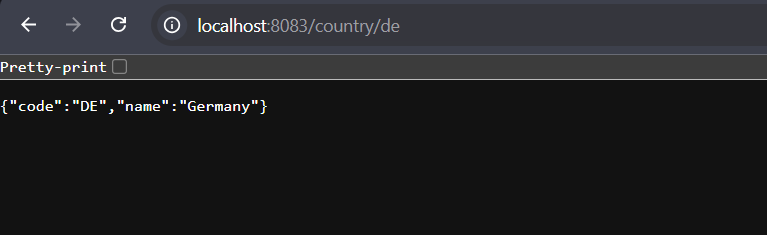 localhost:8083/country/de
Pretty-print
{"code":"DE","name":"Germany"}